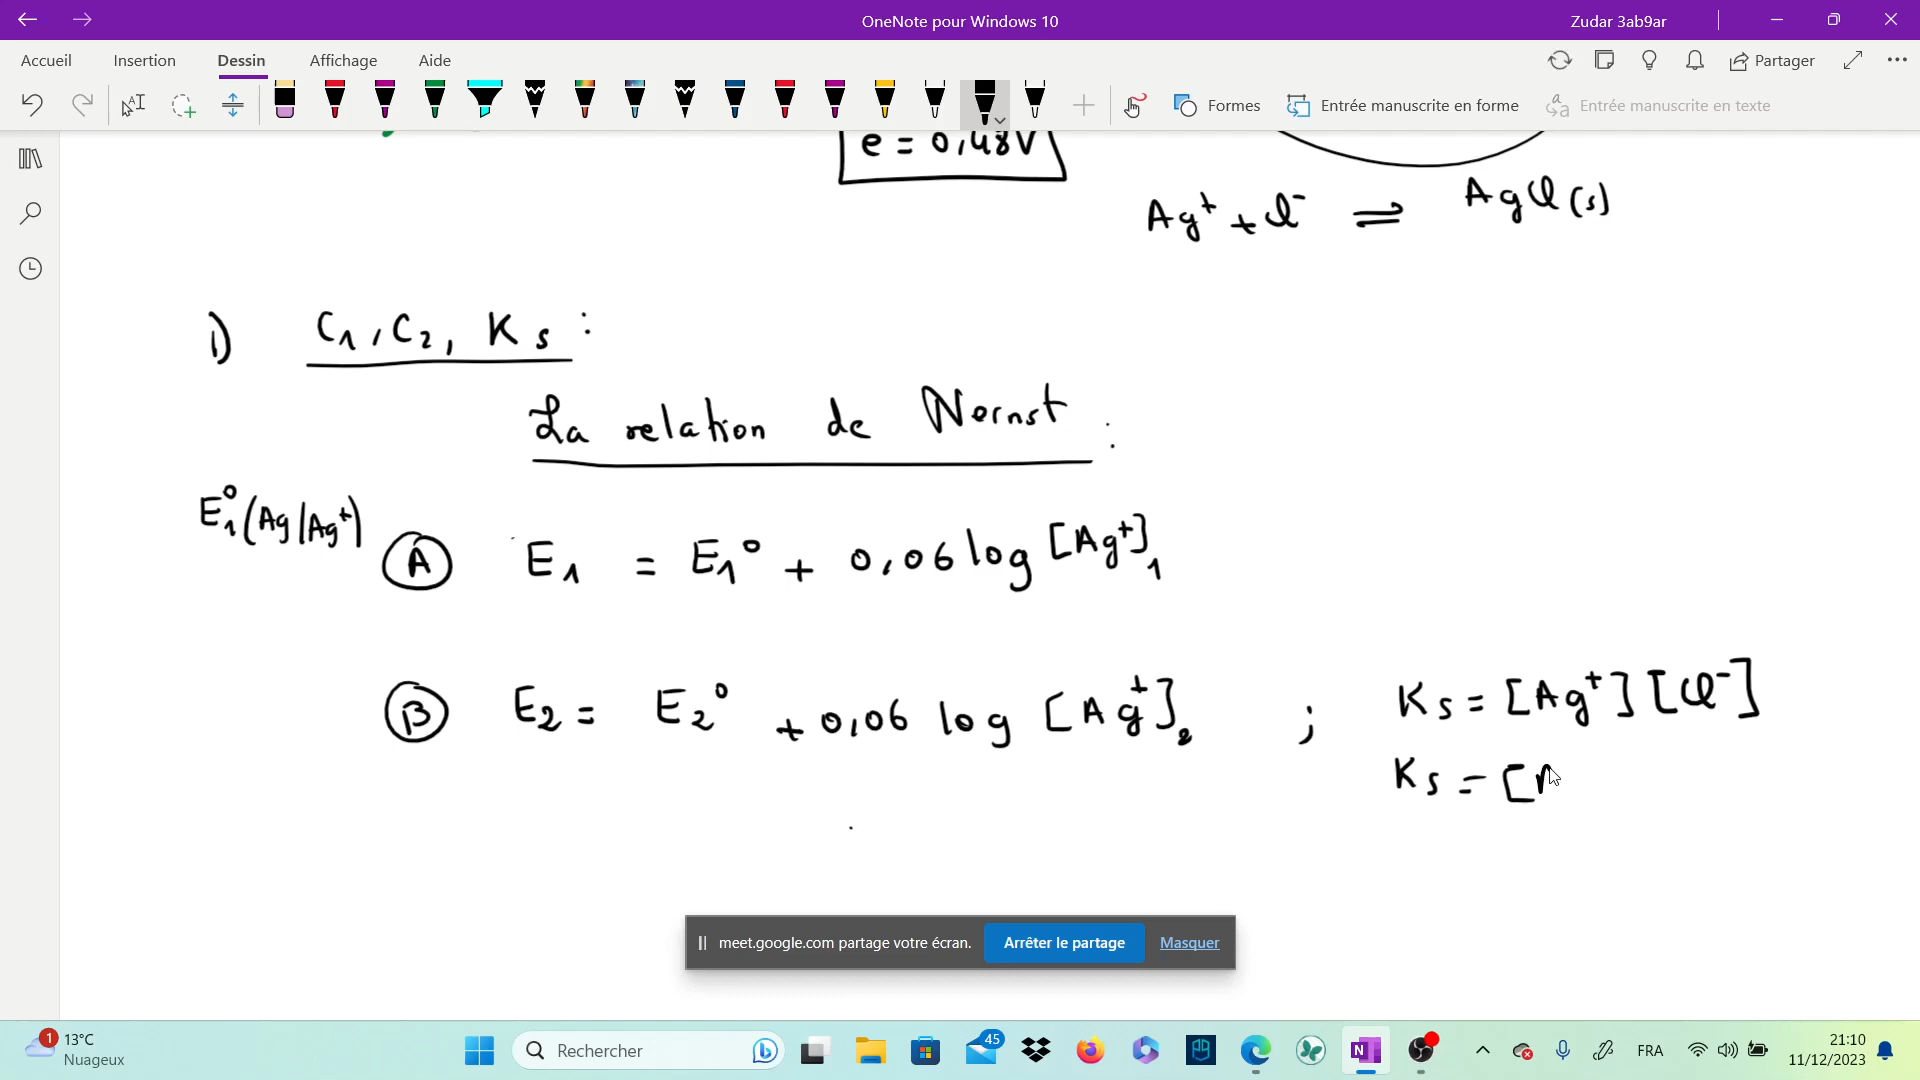 OneNote pour Windows 10
Zudar 3ab9ar
Accueil Insertion Dessin Affichage Aide
Partager
Formes Entrée manuscrite en forme Entrée manuscrite en texte
e = 0,48V
Ag⁺ + Cl⁻ ⇌ AgCl (s)
1) C₁, C₂, Ks :
La relation de Nernst :
E₁⁰ (Ag|Ag⁺)
A E₁ = E₁⁰ + 0,06 log [Ag⁺]₁
B E₂ = E₂⁰ + 0,06 log [Ag⁺]₂ ; Ks = [Ag⁺][Cl⁻]
Ks = [
meet.google.com partage votre écran. Arrêter le partage Masquer
1 13°C
Nuageux
Rechercher
45
FRA
21:10
11/12/2023